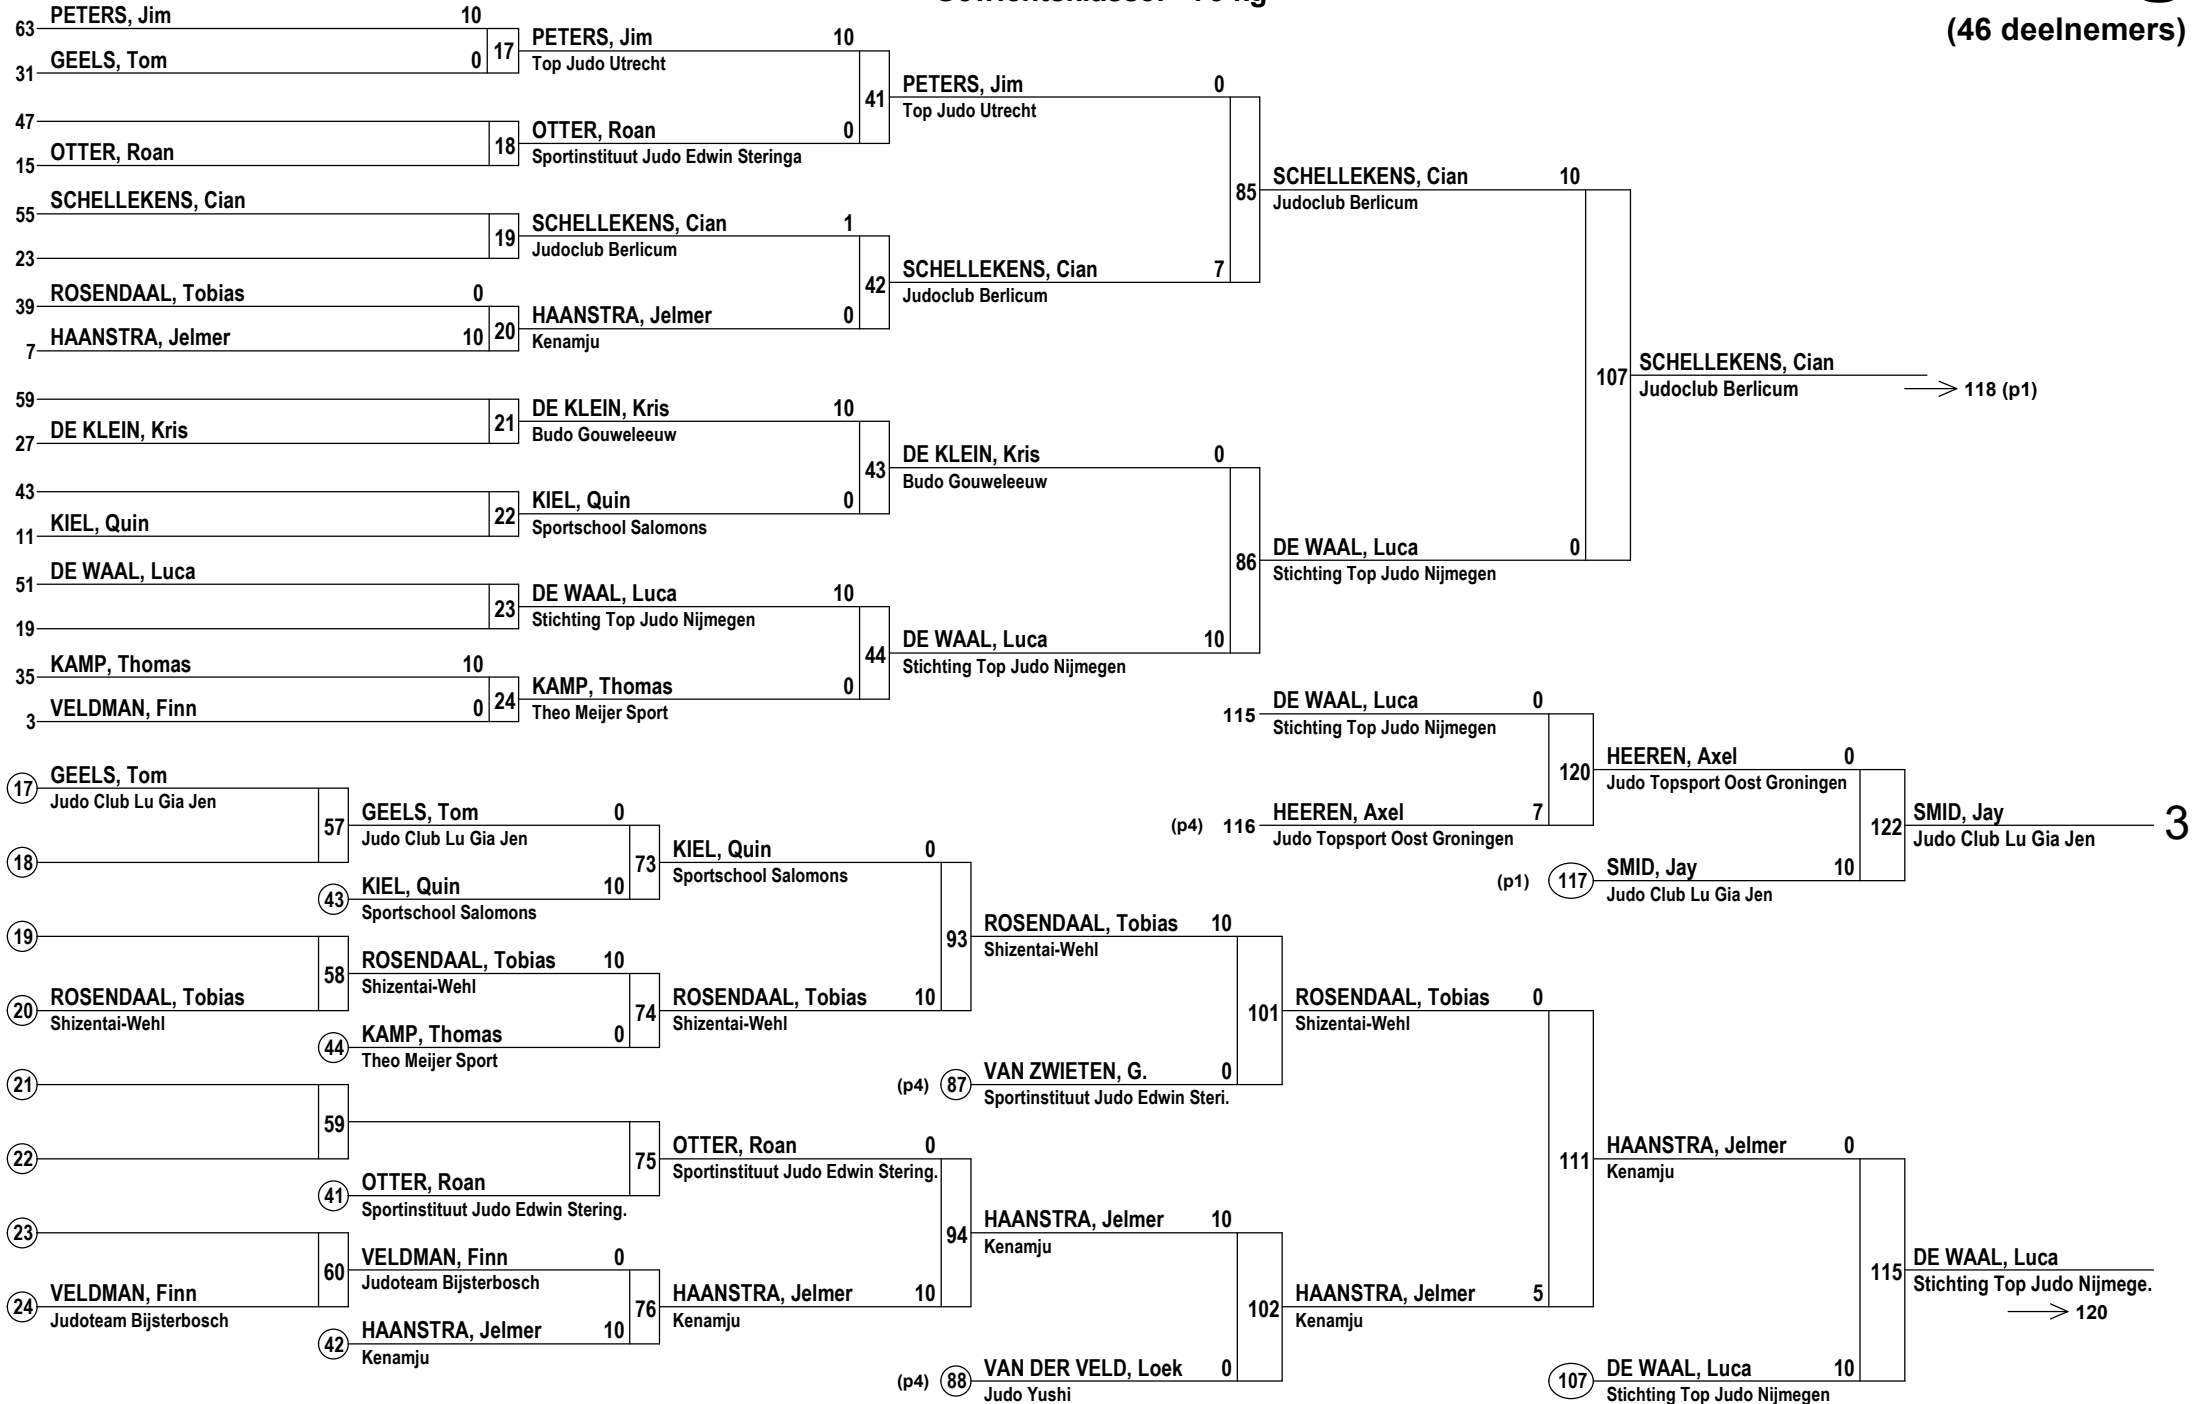 (46 deelnemers)
63 PETERS, Jim 10
31 GEELS, Tom 0
17 PETERS, Jim 10
Top Judo Utrecht
47
15 OTTER, Roan
18 OTTER, Roan 0
Sportinstituut Judo Edwin Steringa
41 PETERS, Jim 0
Top Judo Utrecht
55 SCHELLEKENS, Cian
23
19 SCHELLEKENS, Cian 1
Judoclub Berlicum
39 ROSENDAAL, Tobias 0
7 HAANSTRA, Jelmer 10
20 HAANSTRA, Jelmer 0
Kenamju
42 SCHELLEKENS, Cian 7
Judoclub Berlicum
85 SCHELLEKENS, Cian 10
Judoclub Berlicum
59
27 DE KLEIN, Kris
21 DE KLEIN, Kris 10
Budo Gouweleeuw
43
11 KIEL, Quin
22 KIEL, Quin 0
Sportschool Salomons
43 DE KLEIN, Kris 0
Budo Gouweleeuw
51 DE WAAL, Luca
19
23 DE WAAL, Luca 10
Stichting Top Judo Nijmegen
35 KAMP, Thomas 10
3 VELDMAN, Finn 0
24 KAMP, Thomas 0
Theo Meijer Sport
44 DE WAAL, Luca 10
Stichting Top Judo Nijmegen
86 DE WAAL, Luca 0
Stichting Top Judo Nijmegen
107 SCHELLEKENS, Cian
Judoclub Berlicum
118 (p1)
115 DE WAAL, Luca 0
Stichting Top Judo Nijmegen
(p4) 116 HEEREN, Axel 7
Judo Topsport Oost Groningen
120 HEEREN, Axel 0
Judo Topsport Oost Groningen
(p1) 117 SMID, Jay 10
Judo Club Lu Gia Jen
122 SMID, Jay
Judo Club Lu Gia Jen
3
17 GEELS, Tom
Judo Club Lu Gia Jen
18
57 GEELS, Tom 0
Judo Club Lu Gia Jen
43 KIEL, Quin 10
Sportschool Salomons
73 KIEL, Quin 0
Sportschool Salomons
19
20 ROSENDAAL, Tobias
Shizentai-Wehl
58 ROSENDAAL, Tobias 10
Shizentai-Wehl
44 KAMP, Thomas 0
Theo Meijer Sport
74 ROSENDAAL, Tobias 10
Shizentai-Wehl
93 ROSENDAAL, Tobias 10
Shizentai-Wehl
(p4) 87 VAN ZWIETEN, G. 0
Sportinstituut Judo Edwin Steri.
101 ROSENDAAL, Tobias 0
Shizentai-Wehl
21
22
59
41 OTTER, Roan
Sportinstituut Judo Edwin Stering.
75 OTTER, Roan 0
Sportinstituut Judo Edwin Stering.
23
24 VELDMAN, Finn
Judoteam Bijsterbosch
60 VELDMAN, Finn 0
Judoteam Bijsterbosch
42 HAANSTRA, Jelmer 10
Kenamju
76 HAANSTRA, Jelmer 10
Kenamju
94 HAANSTRA, Jelmer 10
Kenamju
(p4) 88 VAN DER VELD, Loek 0
Judo Yushi
102 HAANSTRA, Jelmer 5
Kenamju
111 HAANSTRA, Jelmer 0
Kenamju
107 DE WAAL, Luca 10
Stichting Top Judo Nijmegen
115 DE WAAL, Luca
Stichting Top Judo Nijmege.
120